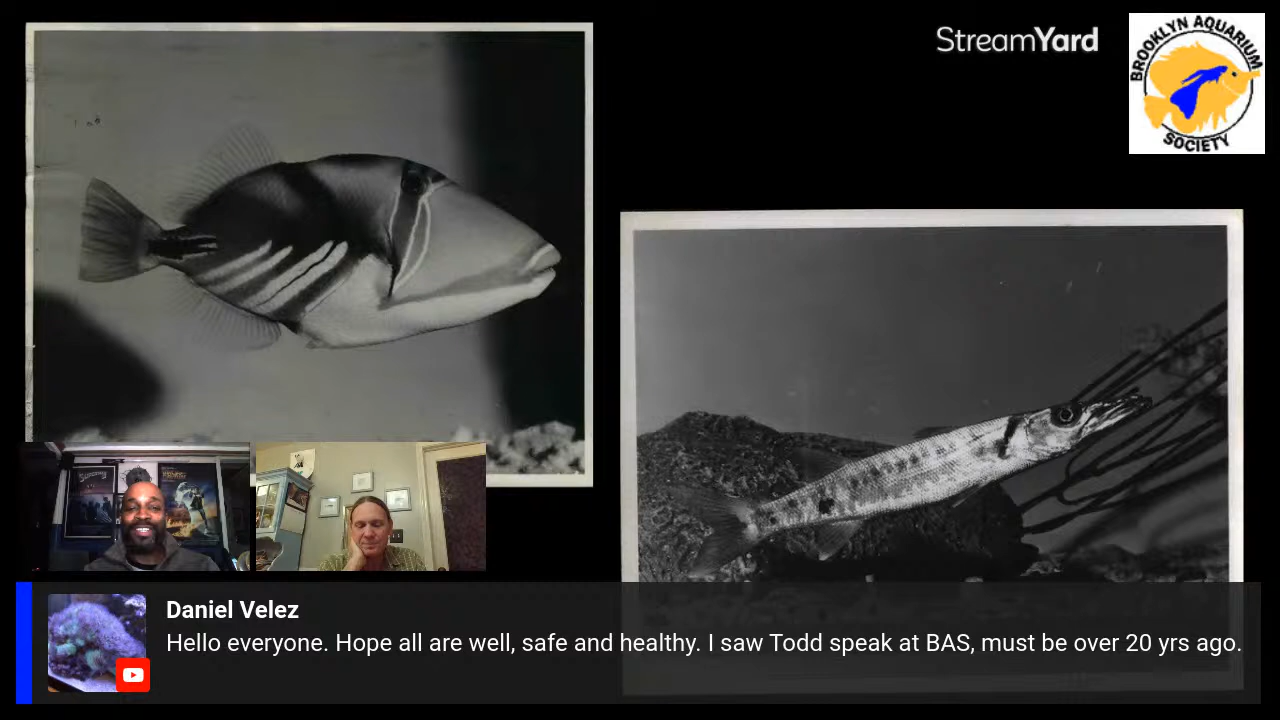 StreamYard
BROOKLYN AQUARIUM
SOCIETY
Daniel Velez
Hello everyone. Hope all are well, safe and healthy. I saw Todd speak at BAS, must be over 20 yrs ago.